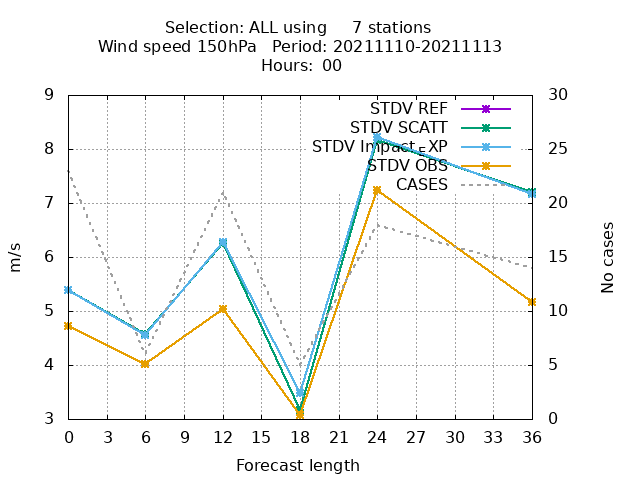 Selection: ALL using 7 stations
Wind speed 150hPa Period: 20211110-20211113
Hours: 00
9 30
STDV REF
STDV SCATT
8 25
STDV Impact_EXP
STDV OBS
CASES
7 20
6 15
5 10
4 5
3 0
m/s
No cases
0 3 6 9 12 15 18 21 24 27 30 33 36
Forecast length